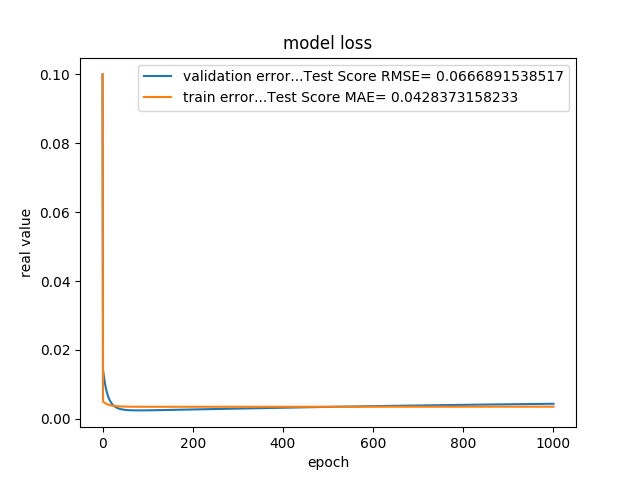 model loss
validation error...Test Score RMSE= 0.0666891538517
train error...Test Score MAE= 0.0428373158233
real value
0.10
0.08
0.06
0.04
0.02
0.00
0 200 400 600 800 1000
epoch